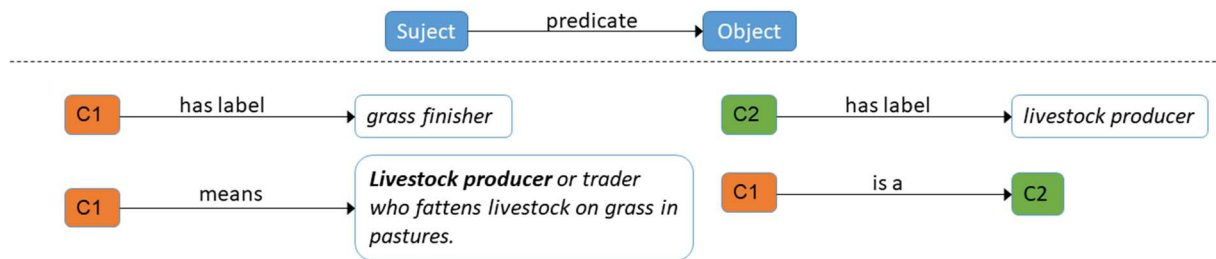 Suject predicate Object
C1 has label grass finisher
C2 has label livestock producer
C1 means Livestock producer or trader
who fattens livestock on grass in
pastures.
C1 is a C2